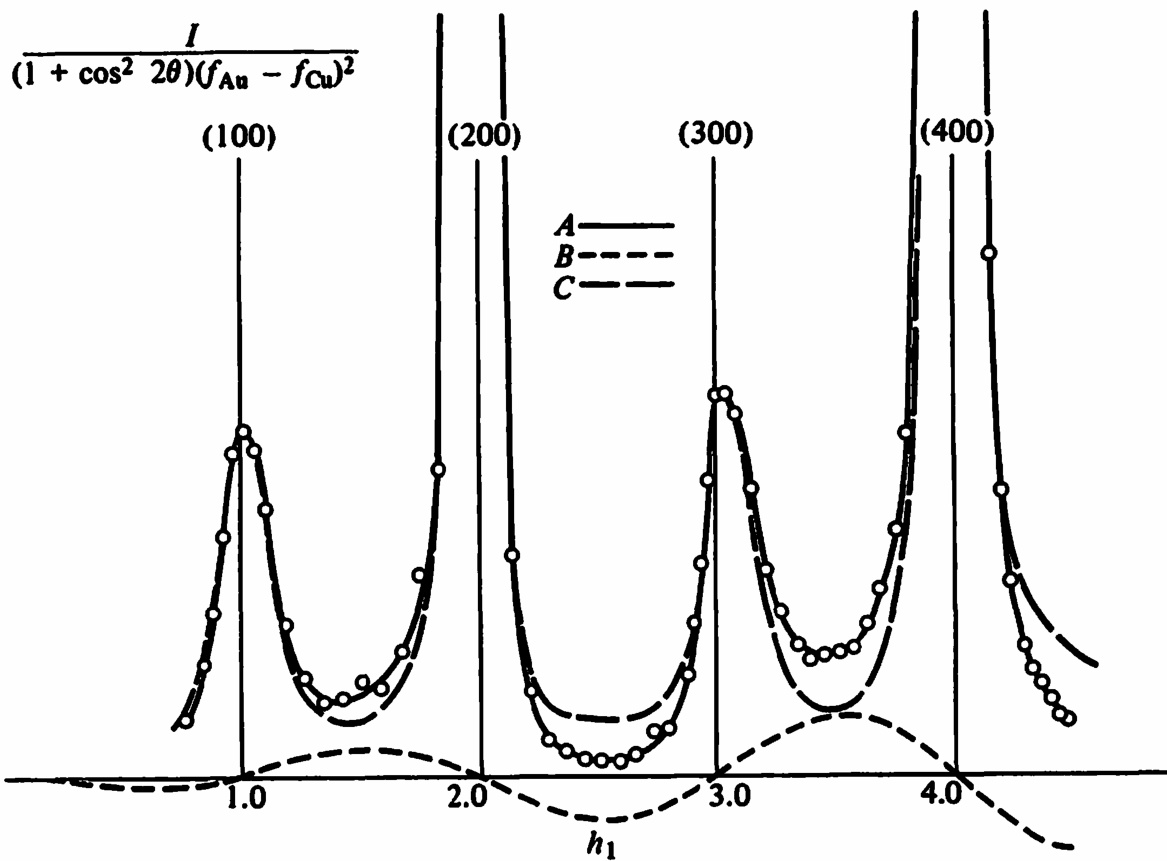 I
(1 + cos² 2θ)(f_Au − f_Cu)²
(100)
(200)
(300)
(400)
A
B
C
1.0
2.0
3.0
4.0
h₁